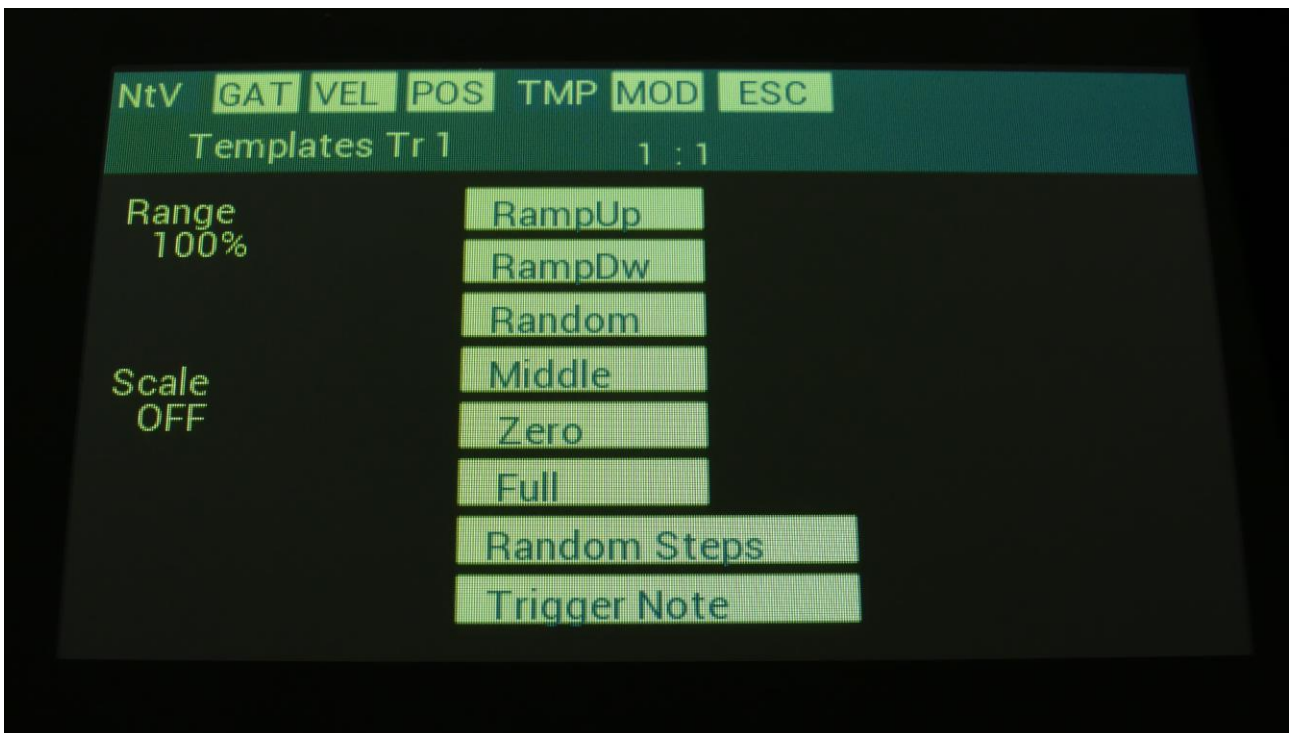 NtV GAT VEL POS TMP MOD ESC
Templates Tr 1 1 : 1
Range
100%
RampUp
RampDw
Random
Scale
OFF
Middle
Zero
Full
Random Steps
Trigger Note